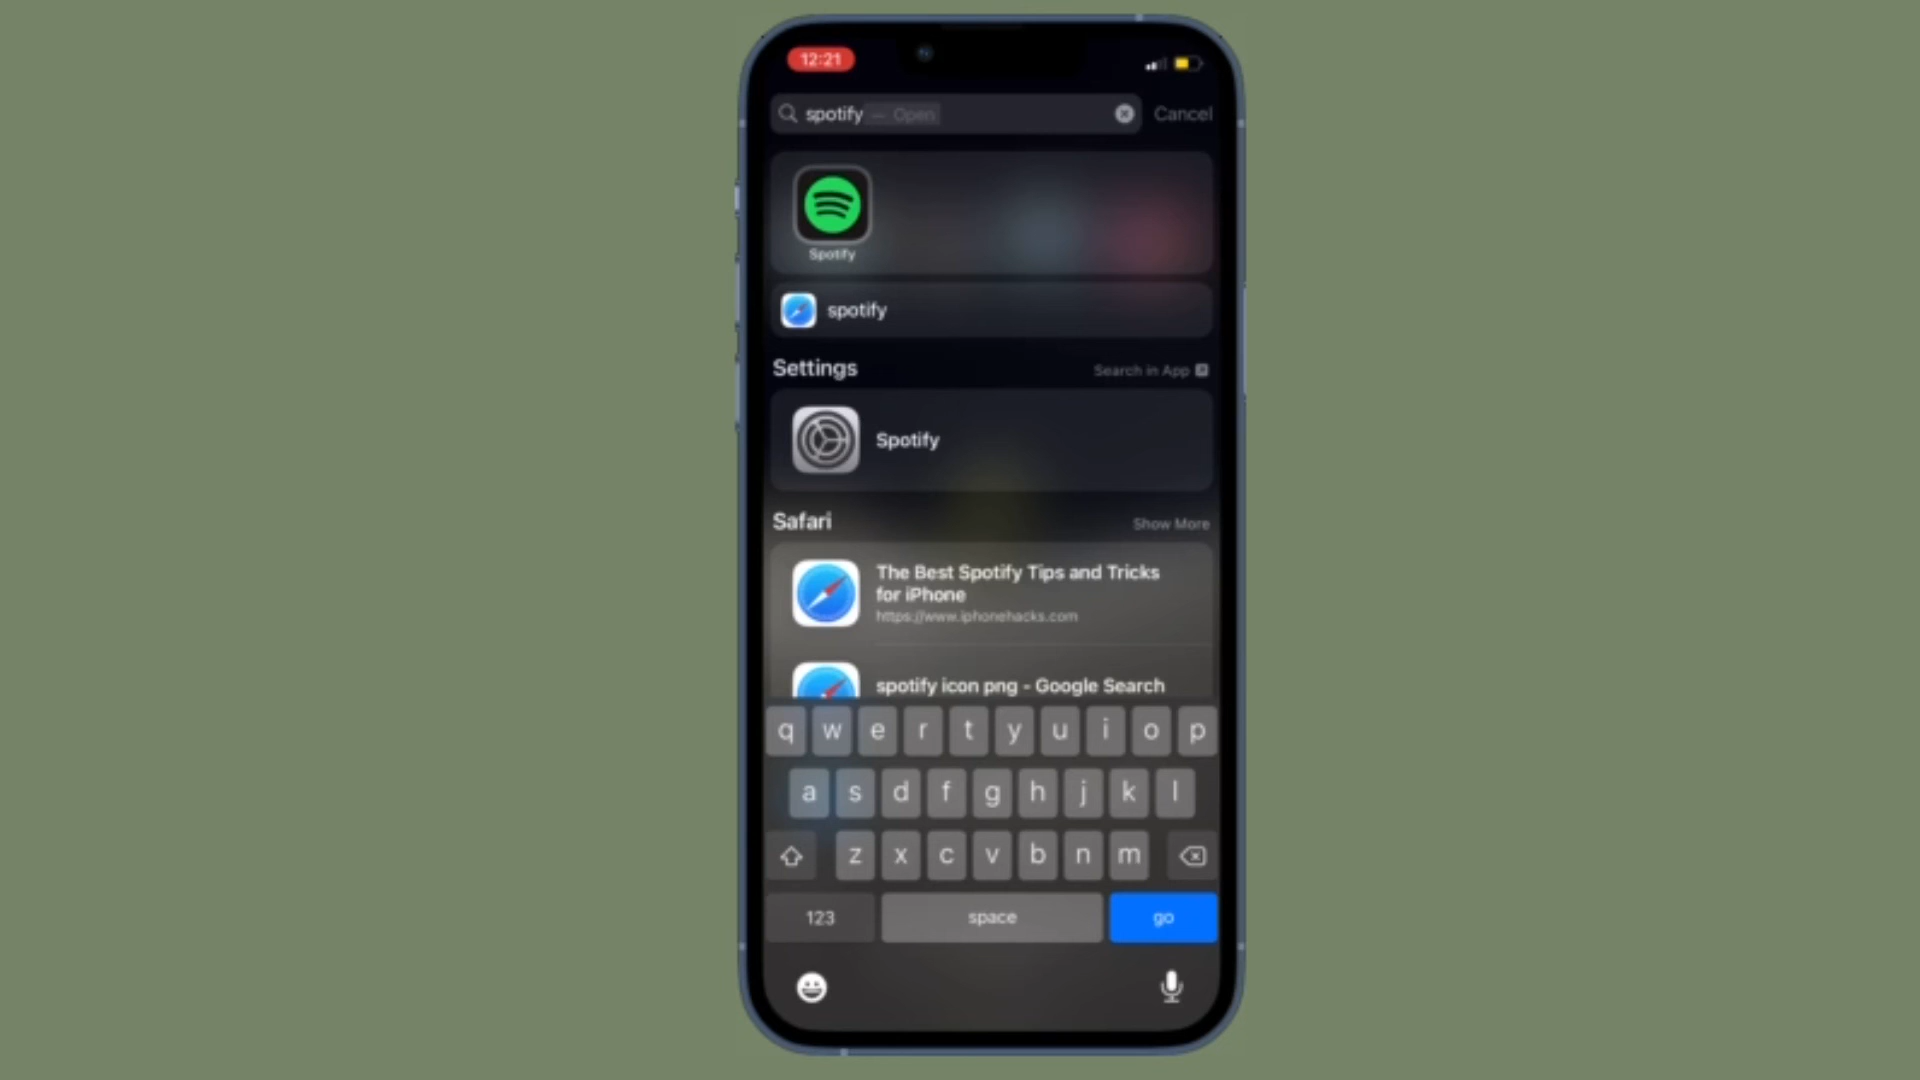 12:21
spotify — Open
Cancel
Spotify
spotify
Settings
Search in App
Spotify
Safari
Show More
The Best Spotify Tips and Tricks
for iPhone
https://www.iphonehacks.com
spotify icon png - Google Search
q w e r t y u i o p
a s d f g h j k l
z x c v b n m
123 space go